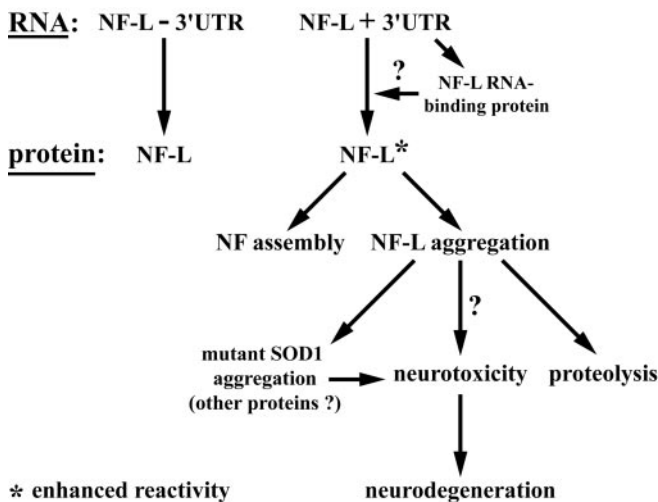 RNA: NF-L - 3'UTR NF-L + 3'UTR
?
NF-L RNA-
binding protein
protein: NF-L NF-L*
NF assembly NF-L aggregation
?
mutant SOD1
aggregation
(other proteins ?)
neurotoxicity proteolysis
* enhanced reactivity neurodegeneration